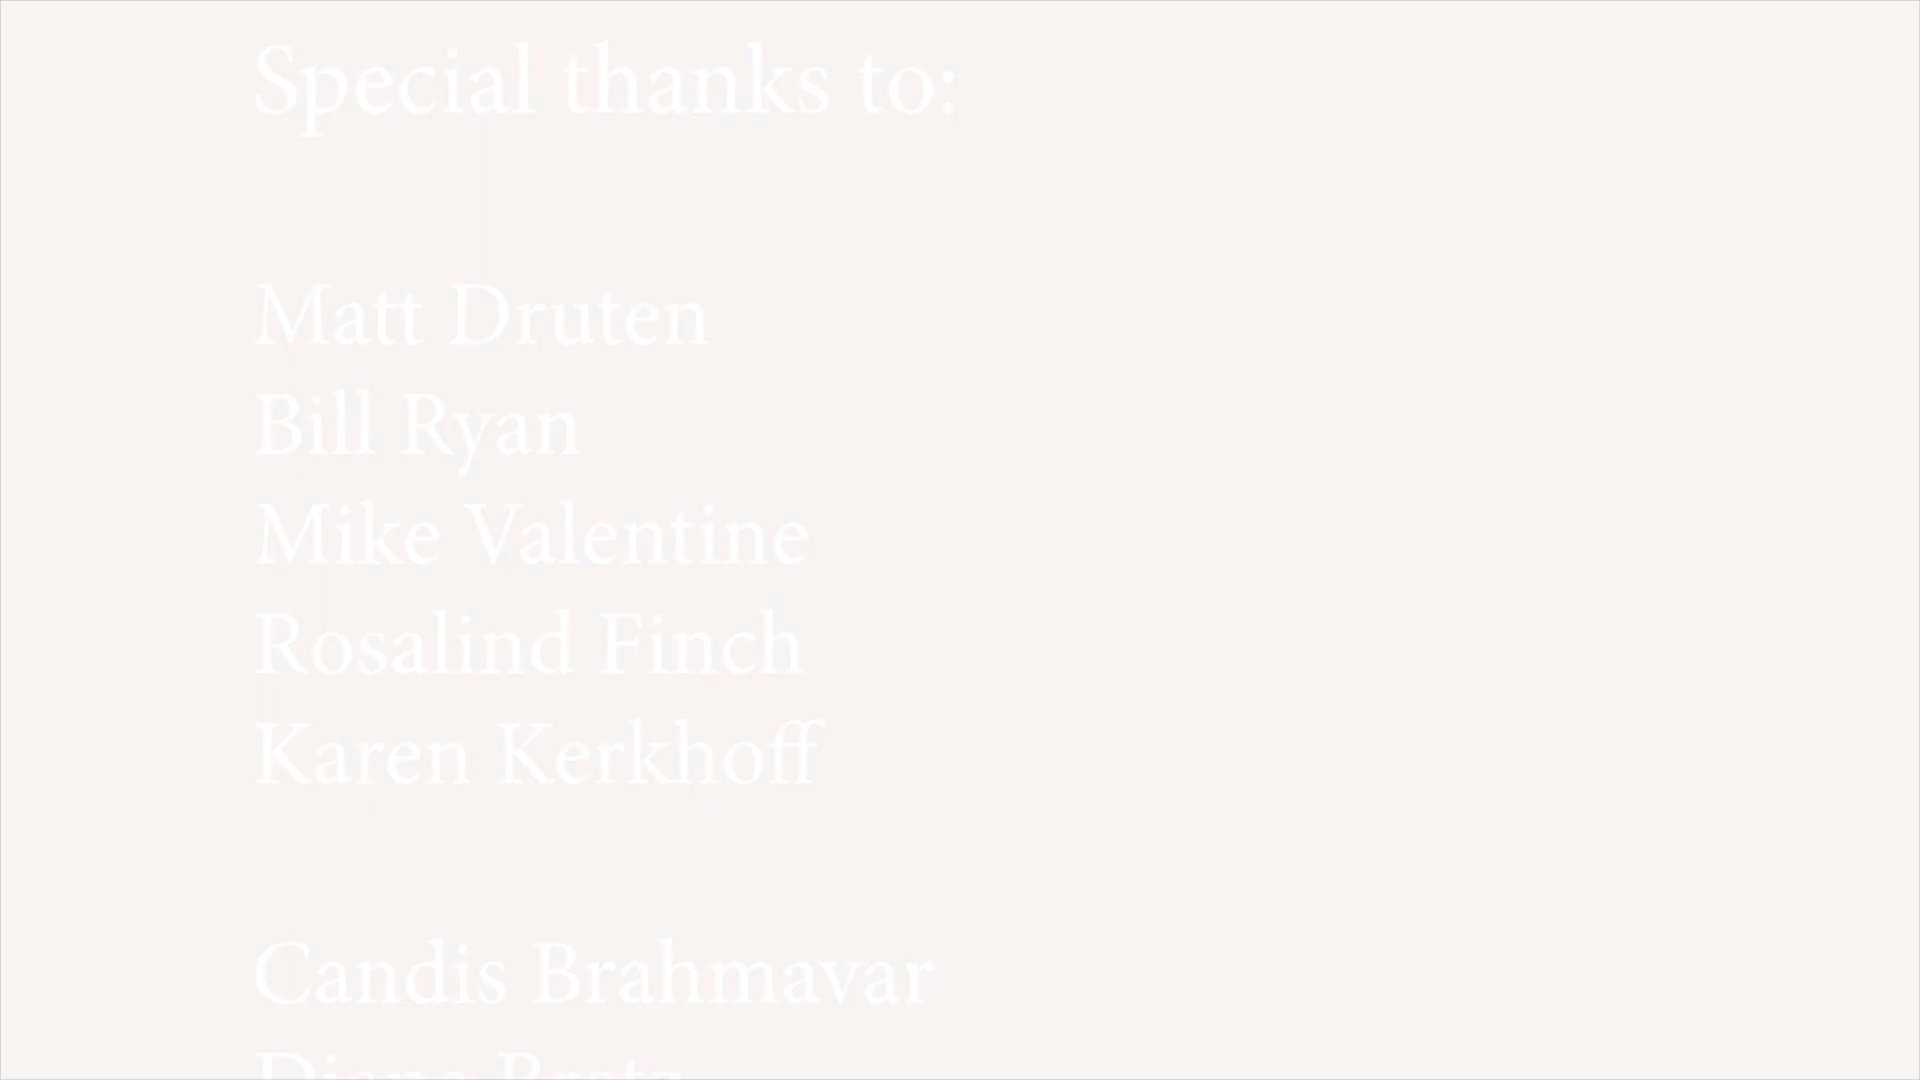 Special thanks to:
Matt Druten
Bill Ryan
Mike Valentine
Rosalind Finch
Karen Kerkhoff
Candis Brahmavar